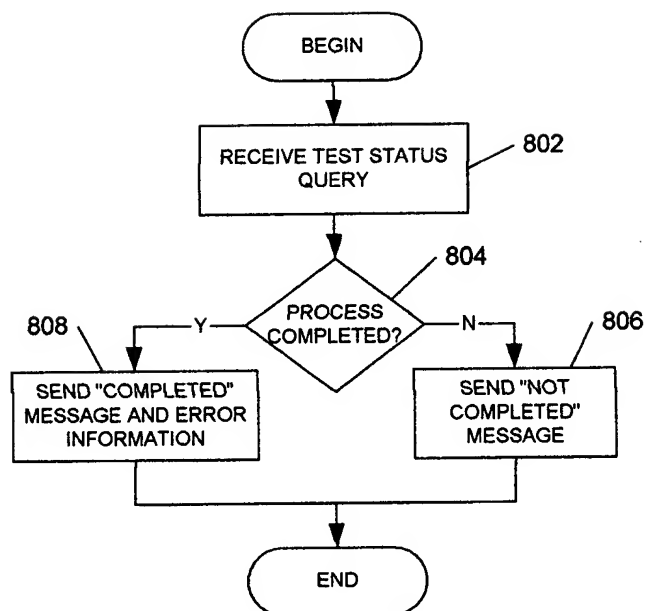 BEGIN
RECEIVE TEST STATUS
QUERY
802
804
PROCESS
COMPLETED?
Y
N
808
806
SEND "COMPLETED"
MESSAGE AND ERROR
INFORMATION
SEND "NOT
COMPLETED"
MESSAGE
END